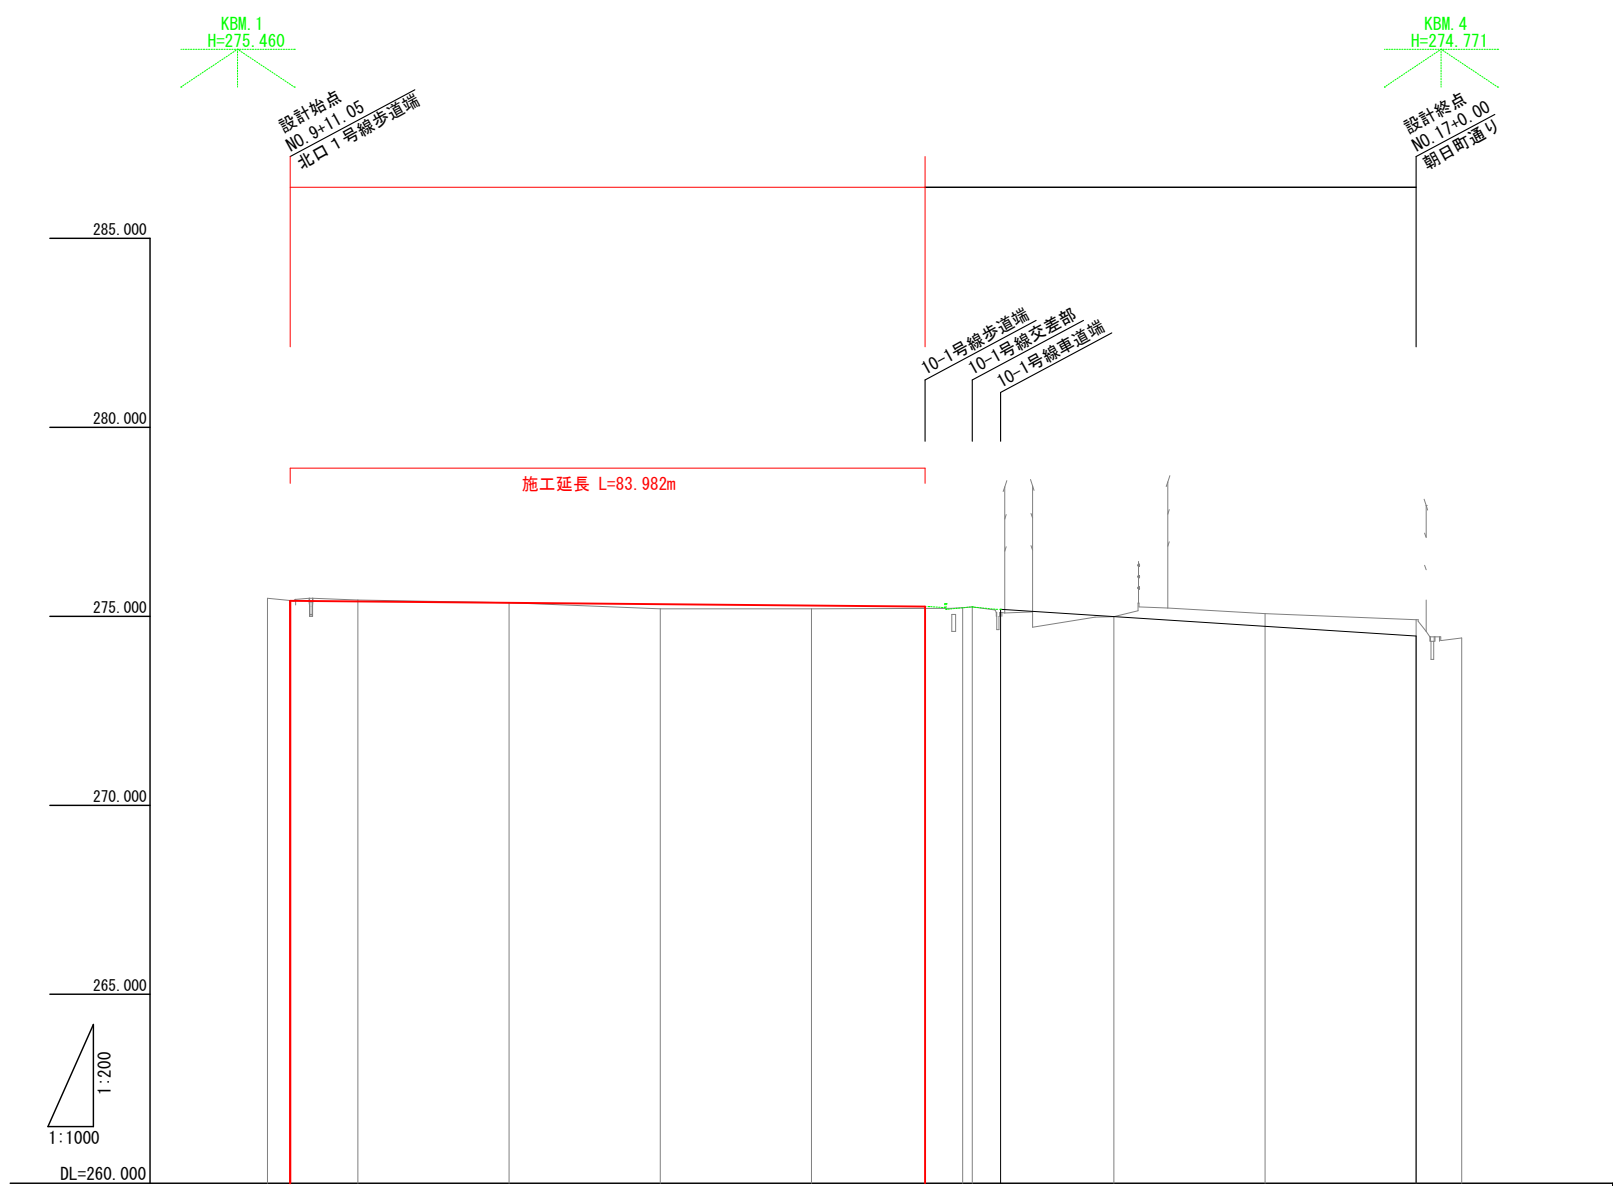 KBM.1
H=275.460
KBM.4
H=274.771
設計始点
NO.9+11.05
北口1号線歩道端
設計終点
NO.17+0.00
朝日町通り
285.000
10-1号線歩道端
10-1号線交差部
10-1号線車道端
280.000
施工延長 L=83.982m
275.000
270.000
265.000
1:200
1:1000
DL=260.000